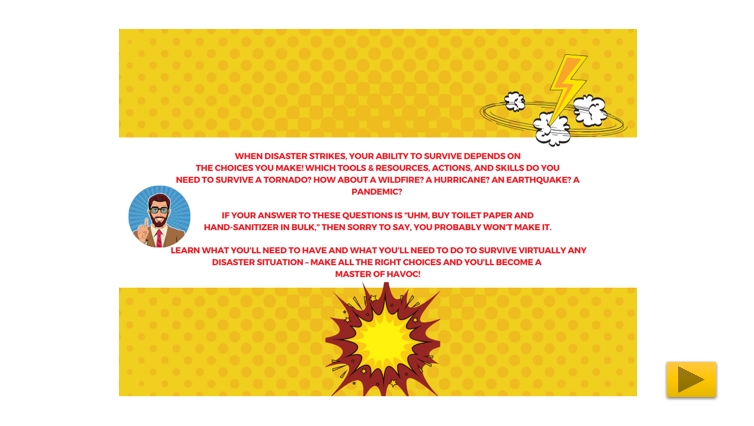 WHEN DISASTER STRIKES, YOUR ABILITY TO SURVIVE DEPENDS ON
THE CHOICES YOU MAKE! WHICH TOOLS & RESOURCES, ACTIONS, AND SKILLS DO YOU
NEED TO SURVIVE A TORNADO? HOW ABOUT A WILDFIRE? A HURRICANE? AN EARTHQUAKE? A
PANDEMIC?
IF YOUR ANSWER TO THESE QUESTIONS IS "UHM, BUY TOILET PAPER AND
HAND-SANITIZER IN BULK," THEN SORRY TO SAY, YOU PROBABLY WON'T MAKE IT.
LEARN WHAT YOU'LL NEED TO HAVE AND WHAT YOU'LL NEED TO DO TO SURVIVE VIRTUALLY ANY
DISASTER SITUATION – MAKE ALL THE RIGHT CHOICES AND YOU'LL BECOME A
MASTER OF HAVOC!